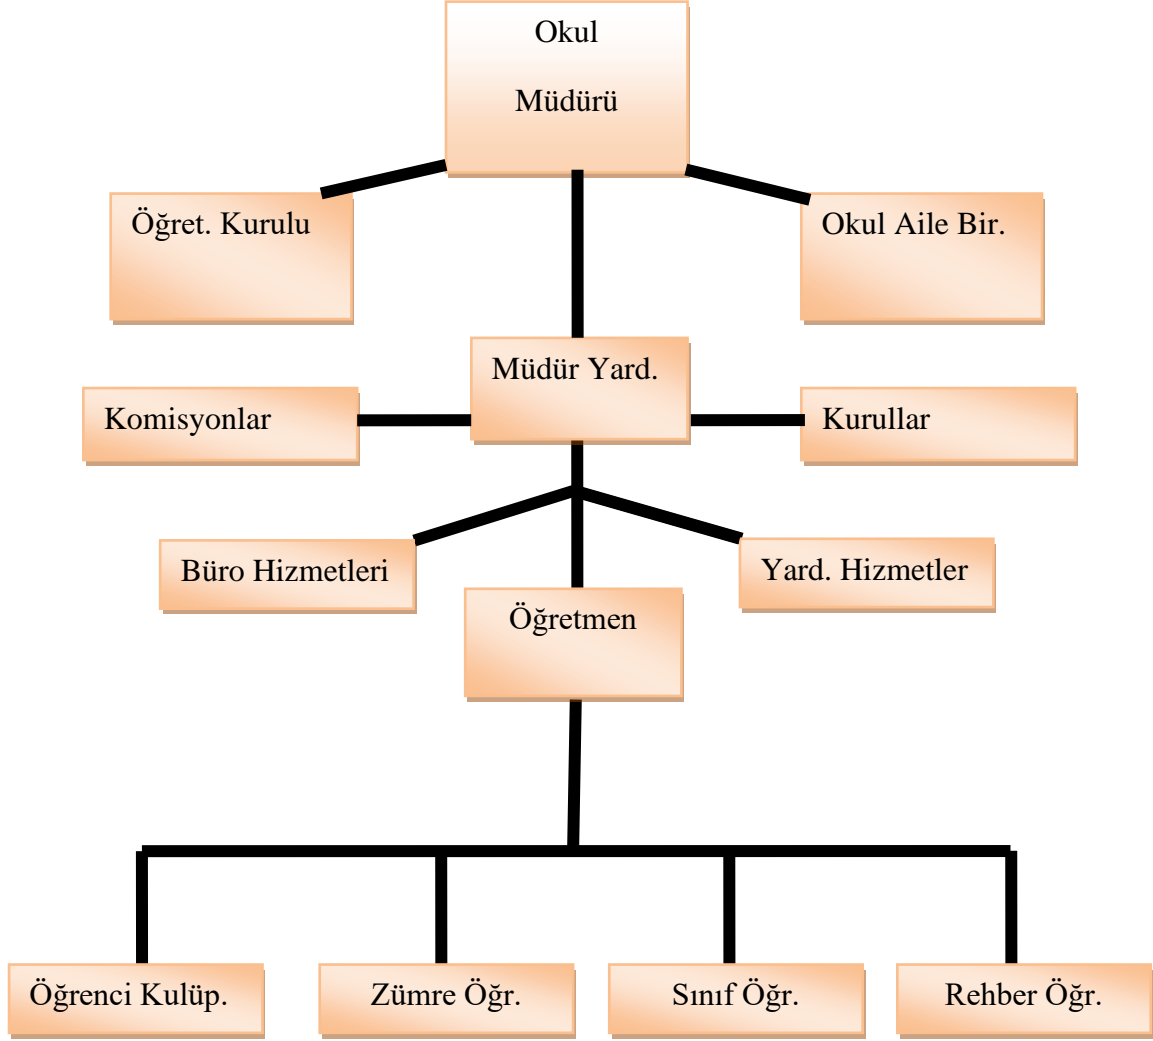 Okul
Müdürü
Öğret. Kurulu
Okul Aile Bir.
Müdür Yard.
Komisyonlar
Kurullar
Büro Hizmetleri
Yard. Hizmetler
Öğretmen
Öğrenci Kulüp.
Zümre Öğr.
Sınıf Öğr.
Rehber Öğr.